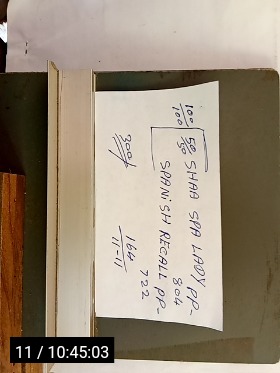 100/100 50/50 SHAA SPA LADY PP-
804
SPANISH RECALL PP-
722
300/-
164
11-11
11 / 10:45:03